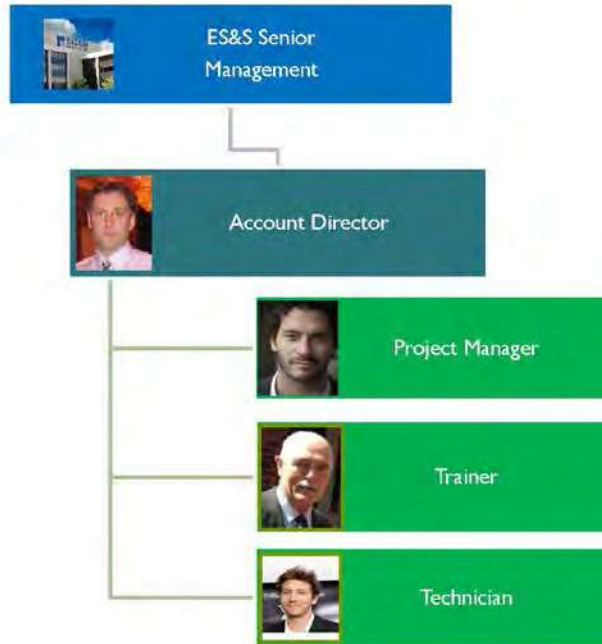 ES&S Senior
Management
Account Director
Project Manager
Trainer
Technician